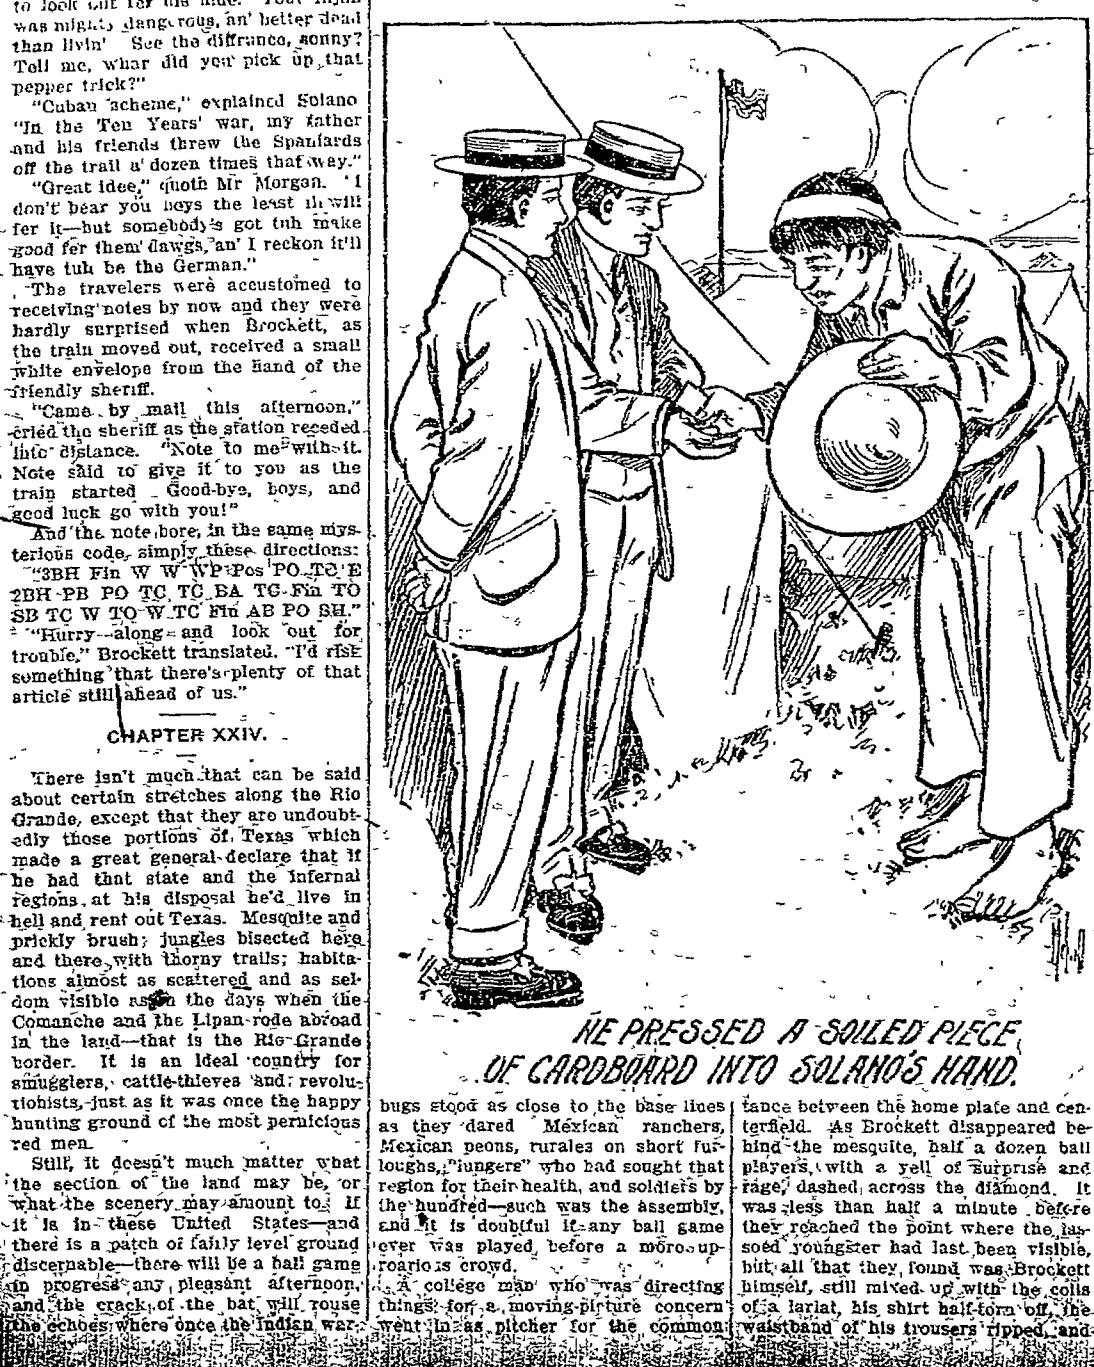 to look out for his hide. Your Injun
was mighty dangerous, an' better dead
than livin' See the diffrunce, sonny?
Tell me, whar did you pick up that
pepper trick?"
"Cuban scheme," explained Solano
"In the Ten Years' war, my father
and his friends threw the Spaniards
off the trail a dozen times that way."
"Great idee," quoth Mr Morgan. "I
don't bear you boys the least ill will
fer it—but somebody's got tuh make
good fer them dawgs, an' I reckon it'll
have tuh be the German."
The travelers were accustomed to
receiving notes by now and they were
hardly surprised when Brockett, as
the train moved out, received a small
white envelope from the hand of the
friendly sheriff.
"Came by mail this afternoon,"
cried the sheriff as the station receded
into distance. "Note to me with it.
Note said to give it to you as the
train started Good-bye, boys, and
good luck go with you!"
And the note bore, in the same mys-
terious code, simply these directions:
"3BH Fin W W WP Pos PO TC E
2BH PB PO TC TC BA TC Fin TO
SB TC W TO W TC Fin AB PO SH."
"Hurry—along—and look out for
trouble," Brockett translated. "I'd risk
something that there's plenty of that
article still ahead of us."
CHAPTER XXIV.
There isn't much that can be said
about certain stretches along the Rio
Grande, except that they are undoubt-
edly those portions of Texas which
made a great general declare that if
he had that state and the infernal
regions at his disposal he'd live in
hell and rent out Texas. Mesquite and
prickly brush; jungles bisected here
and there with thorny trails; habita-
tions almost as scattered and as sel-
dom visible as in the days when the
Comanche and the Lipan rode abroad
in the land—that is the Rio Grande
border. It is an ideal country for
smugglers, cattle-thieves and revolu-
tionists, just as it was once the happy
hunting ground of the most pernicious
red men.
Still, it doesn't much matter what
the section of the land may be, or
what the scenery may amount to. If
it is in these United States—and
there is a patch of fairly level ground
discernable—there will be a ball game
in progress any pleasant afternoon,
and the crack of the bat will rouse
the echoes where once the Indian war-
HE PRESSED A SOILED PIECE
OF CARDBOARD INTO SOLANO'S HAND.
bugs stood as close to the base lines
as they dared Mexican ranchers,
Mexican peons, rurales on short fur-
loughs, "lungers" who had sought that
region for their health, and soldiers by
the hundred—such was the assembly,
and it is doubtful if any ball game
ever was played before a more up-
roarious crowd.
A college man who was directing
things for a moving-picture concern
went in as pitcher for the common
tance between the home plate and cen-
terfield. As Brockett disappeared be-
hind the mesquite, half a dozen ball
players, with a yell of surprise and
rage, dashed across the diamond. It
was less than half a minute before
they reached the point where the las-
soed youngster had last been visible,
but all that they found was Brockett
himself, still mixed up with the coils
of a lariat, his shirt half-torn off, the
waistband of his trousers ripped, and